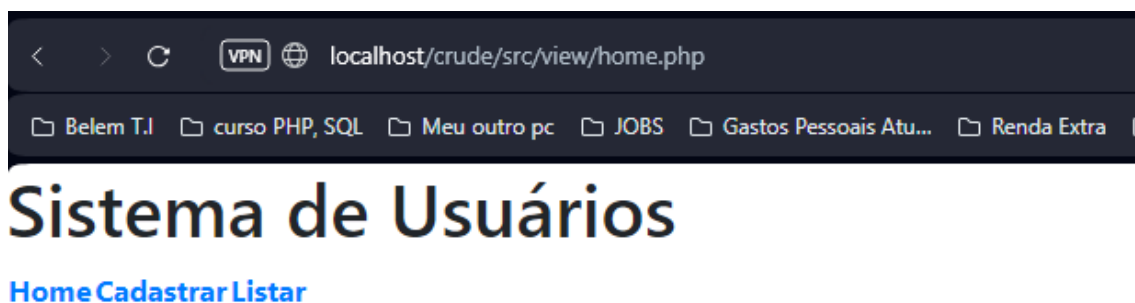 VPN localhost/crude/src/view/home.php
Belem T.I curso PHP, SQL Meu outro pc JOBS Gastos Pessoais Atu... Renda Extra
Sistema de Usuários
Home Cadastrar Listar